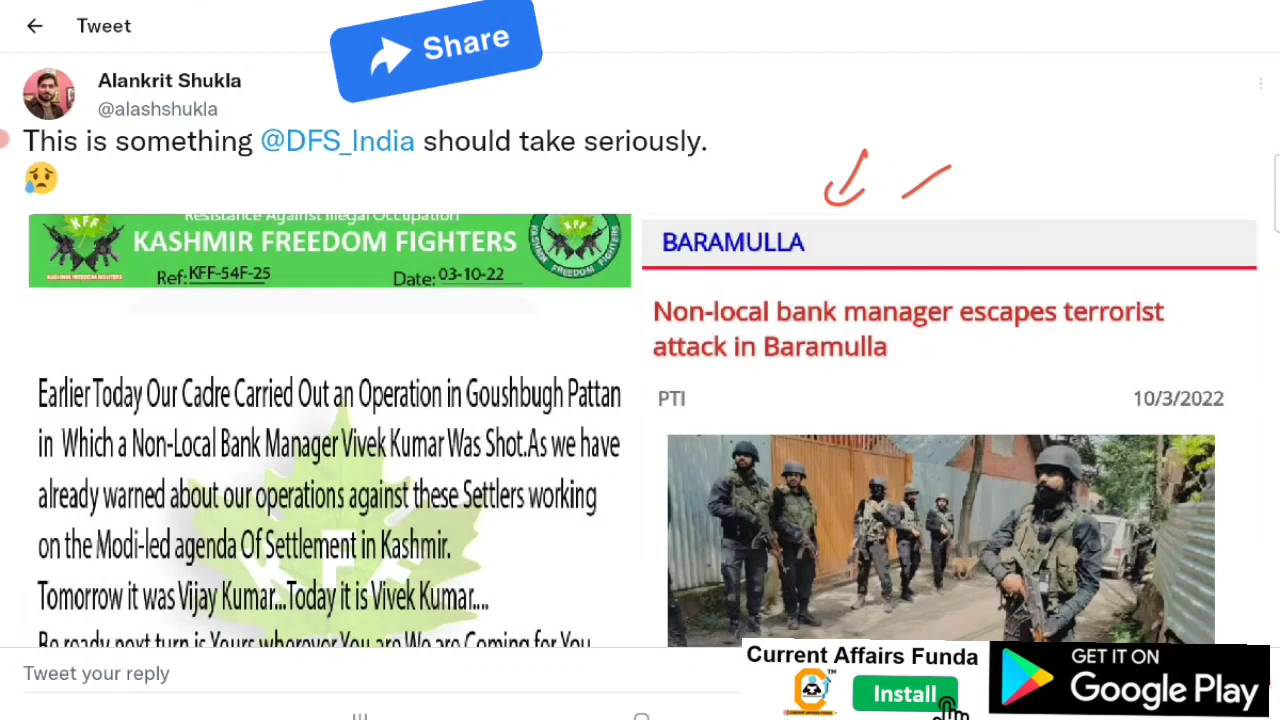 Tweet
Share
Alankrit Shukla
@alashshukla
This is something @DFS_India should take seriously.
Resistance Against Illegal Occupation
KFF
KASHMIR FREEDOM FIGHTERS
Ref: KFF-54F-25
Date: 03-10-22
Earlier Today Our Cadre Carried Out an Operation in Goushbugh Pattan
in Which a Non-Local Bank Manager Vivek Kumar Was Shot.As we have
already warned about our operations against these Settlers working
on the Modi-led agenda Of Settlement in Kashmir.
Tomorrow it was Vijay Kumar...Today it is Vivek Kumar....
Be ready next turn is Yours wherever You are We are Coming for You
KFF
BARAMULLA
Non-local bank manager escapes terrorist
attack in Baramulla
PTI
10/3/2022
Tweet your reply
Current Affairs Funda
Install
GET IT ON
Google Play